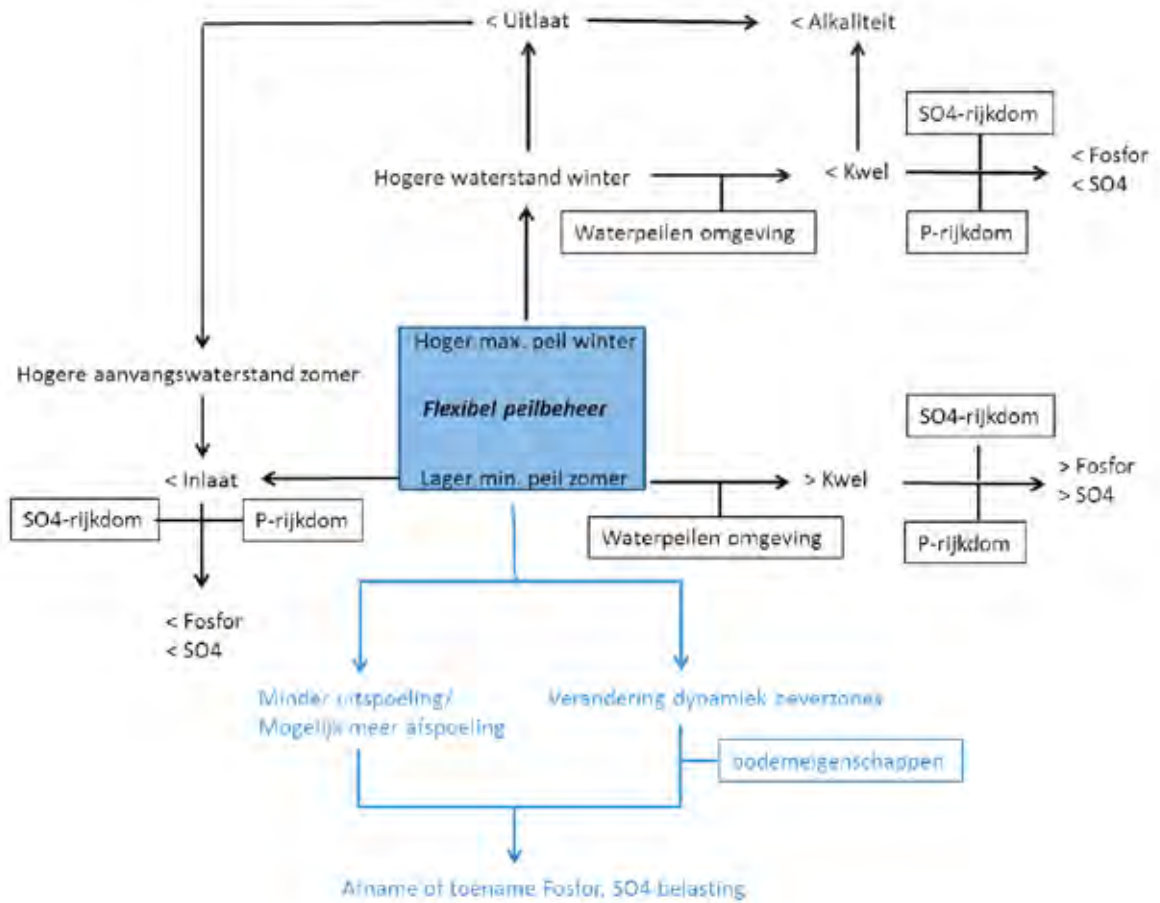 < Uitlaat
< Alkaliteit
SO4-rijkdom
Hogere waterstand winter
< Kwel
< Fosfor
< SO4
Waterpeilen omgeving
P-rijkdom
Hoger max. peil winter
Hogere aanvangswaterstand zomer
Flexibel peilbeheer
SO4-rijkdom
< Inlaat
Lager min. peil zomer
> Kwel
> Fosfor
> SO4
SO4-rijkdom
P-rijkdom
Waterpeilen omgeving
P-rijkdom
< Fosfor
< SO4
Minder uitspoeling/
Mogelijk meer afspoeling
Verandering dynamiek oeverzones
bodemeigenschappen
Afname of toename Fosfor, SO4 belasting